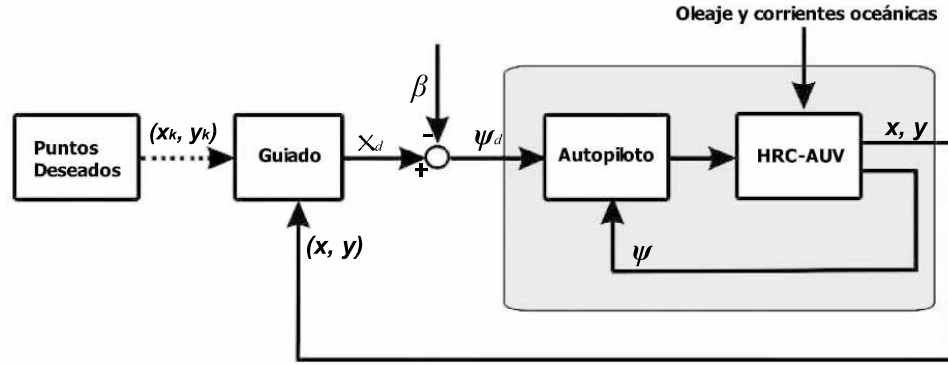 Oleaje y corrientes oceánicas
β
-
(xk, yk)
Χd
ψd
x, y
Puntos
Deseados
Guiado
+
Autopiloto
HRC-AUV
(x, y)
ψ